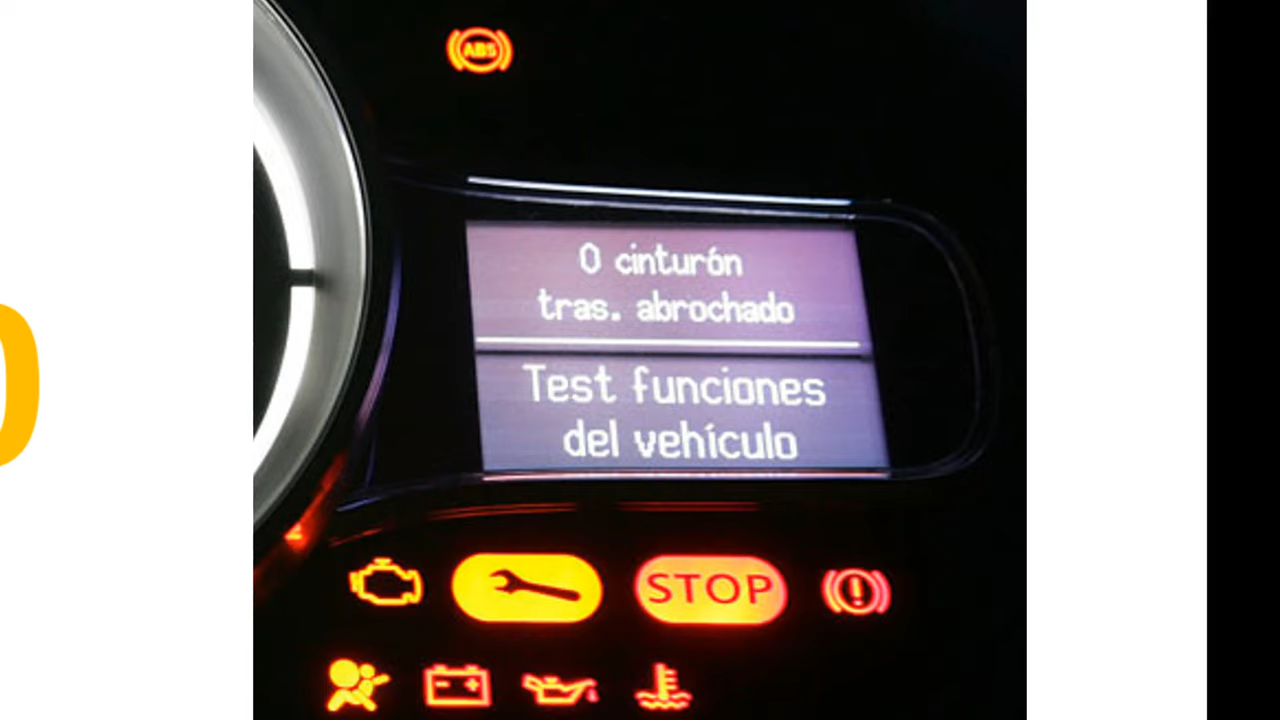 ABS
0 cinturón
tras. abrochado
Test funciones
del vehículo
STOP